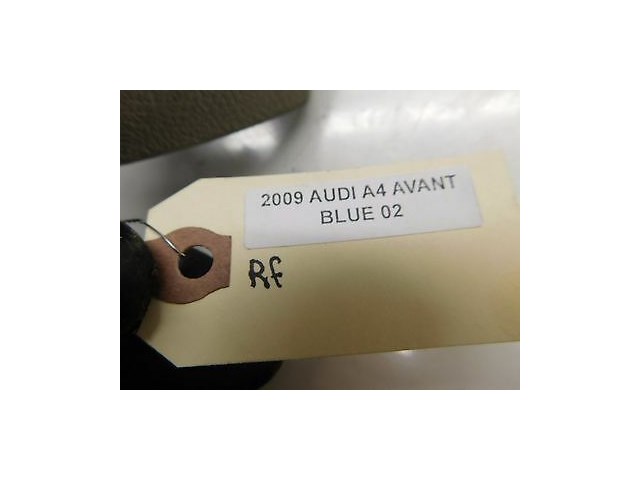 2009 AUDI A4 AVANT
BLUE 02
Rf